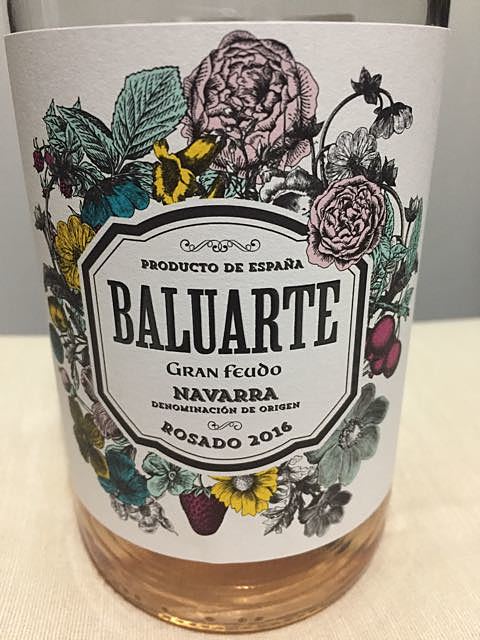 PRODUCTO DE ESPAÑA
BALUARTE
GRAN FEUDO
NAVARRA
DENOMINACIÓN DE ORIGEN
ROSADO 2016